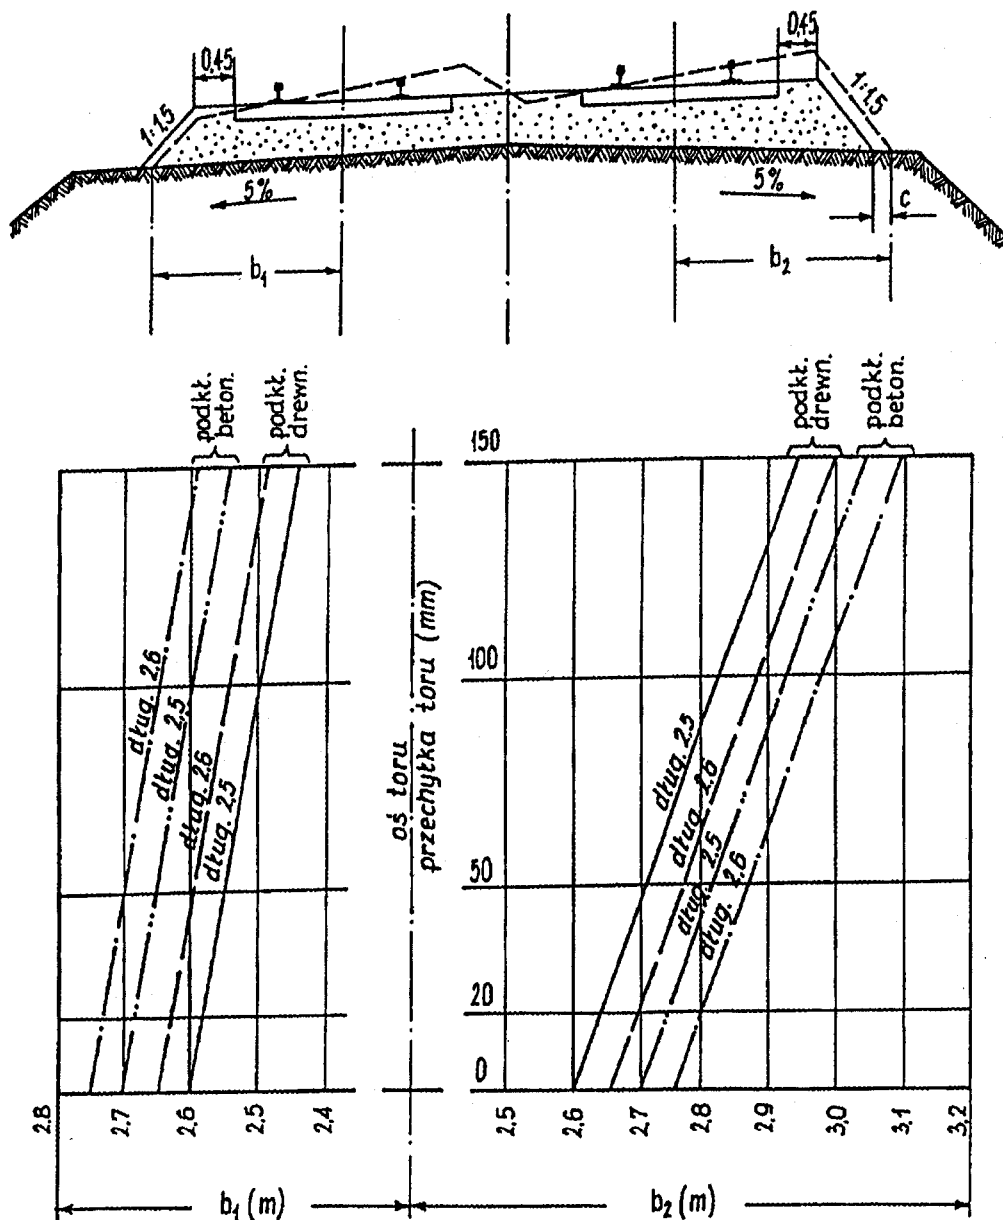 0,45
0,45
1:1,5
1:1,5
5%
5%
c
b₁
b₂
podkł. beton.
podkł. drewn.
podkł. drewn.
podkł. beton.
150
100
50
20
0
dług. 2,6
dług. 2,5
dług. 2,6
dług. 2,5
oś toru
przechyłka toru (mm)
dług. 2,5
dług. 2,6
dług. 2,5
dług. 2,6
2,8
2,7
2,6
2,5
2,4
2,5
2,6
2,7
2,8
2,9
3,0
3,1
3,2
b₁ (m)
b₂ (m)